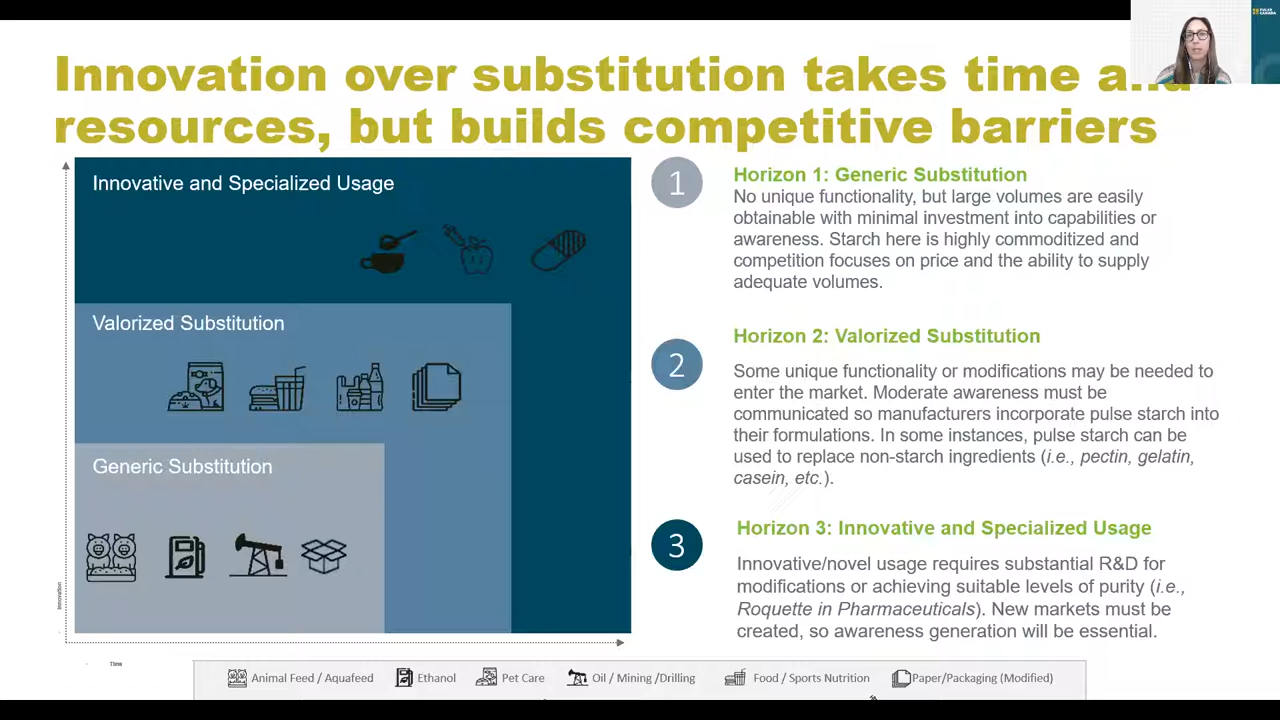 Innovation over substitution takes time and
resources, but builds competitive barriers
PULSE
CANADA
Innovative and Specialized Usage
Valorized Substitution
Generic Substitution
Innovation
Time
1
Horizon 1: Generic Substitution
No unique functionality, but large volumes are easily
obtainable with minimal investment into capabilities or
awareness. Starch here is highly commoditized and
competition focuses on price and the ability to supply
adequate volumes.
2
Horizon 2: Valorized Substitution
Some unique functionality or modifications may be needed to
enter the market. Moderate awareness must be
communicated so manufacturers incorporate pulse starch into
their formulations. In some instances, pulse starch can be
used to replace non-starch ingredients (i.e., pectin, gelatin,
casein, etc.).
3
Horizon 3: Innovative and Specialized Usage
Innovative/novel usage requires substantial R&D for
modifications or achieving suitable levels of purity (i.e.,
Roquette in Pharmaceuticals). New markets must be
created, so awareness generation will be essential.
Animal Feed / Aquafeed Ethanol Pet Care Oil / Mining /Drilling Food / Sports Nutrition Paper/Packaging (Modified)